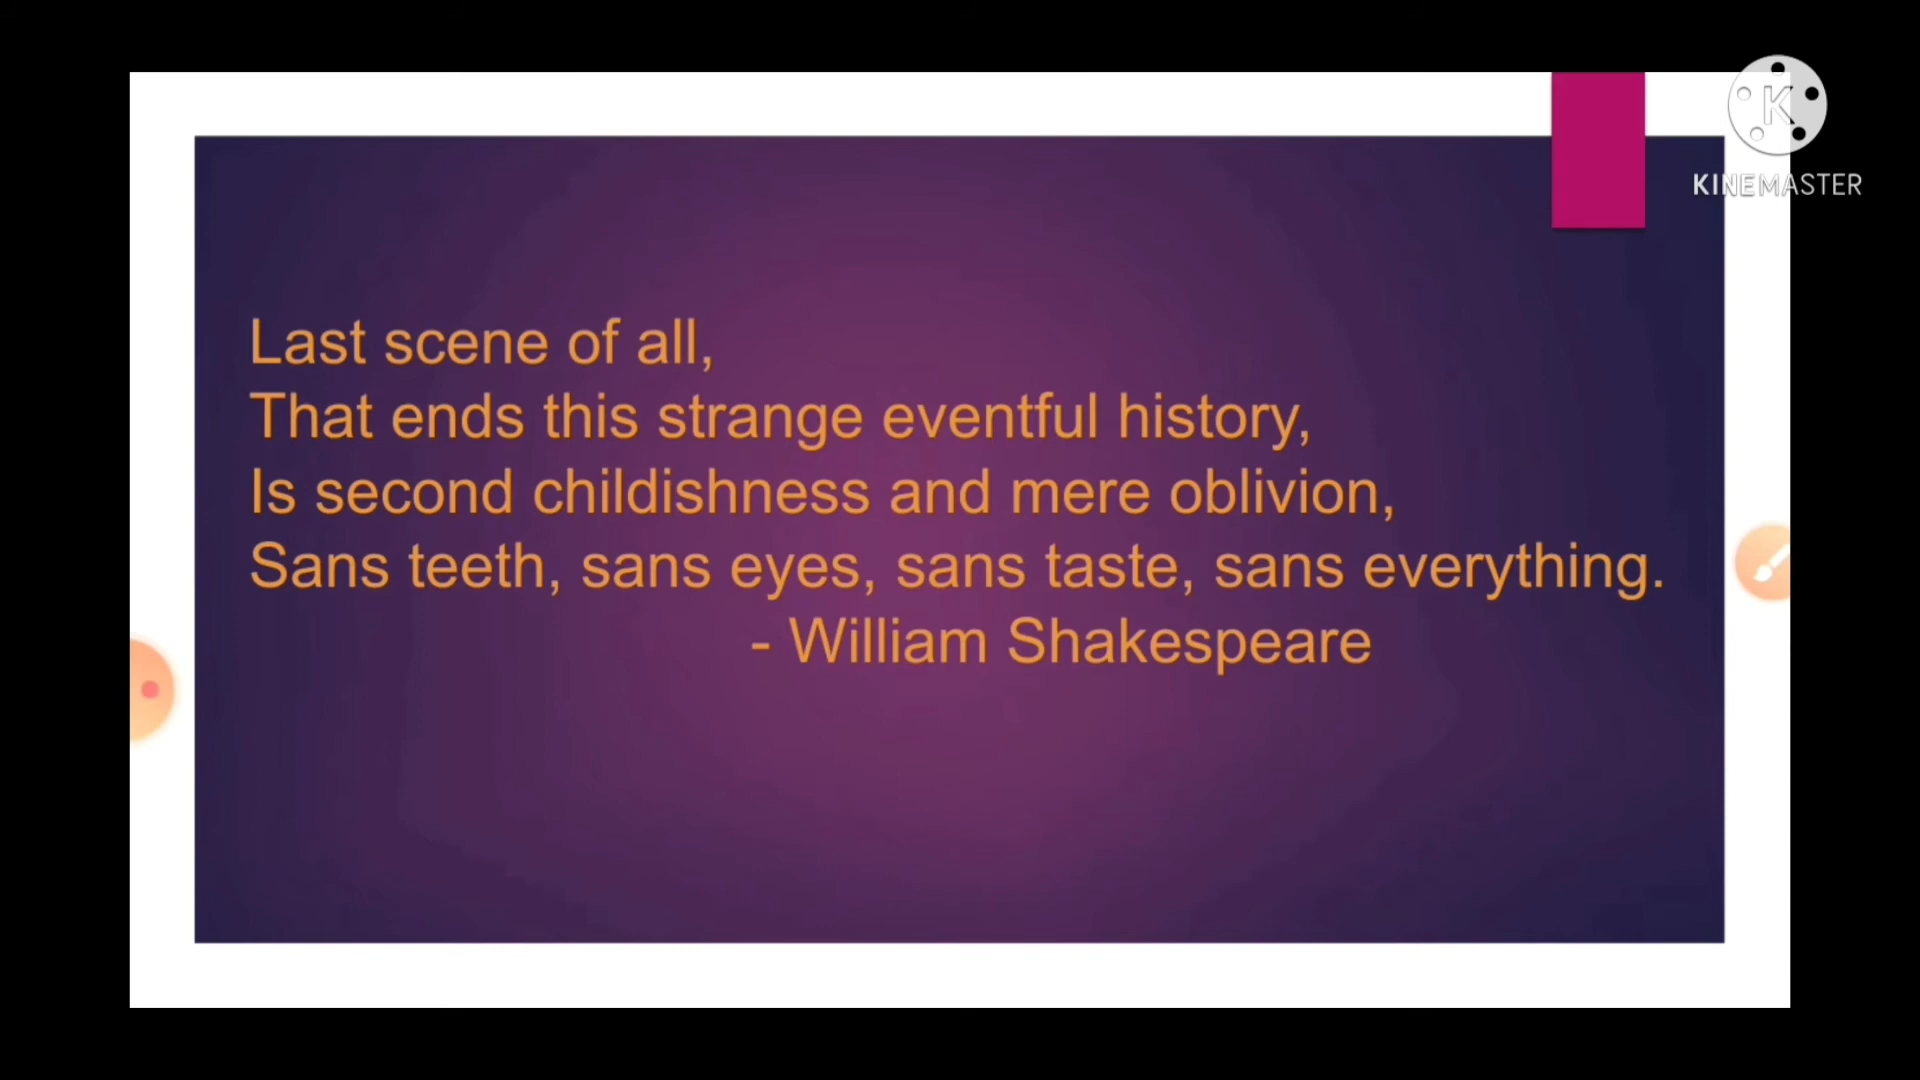 K
KINEMASTER
Last scene of all,
That ends this strange eventful history,
Is second childishness and mere oblivion,
Sans teeth, sans eyes, sans taste, sans everything.
- William Shakespeare